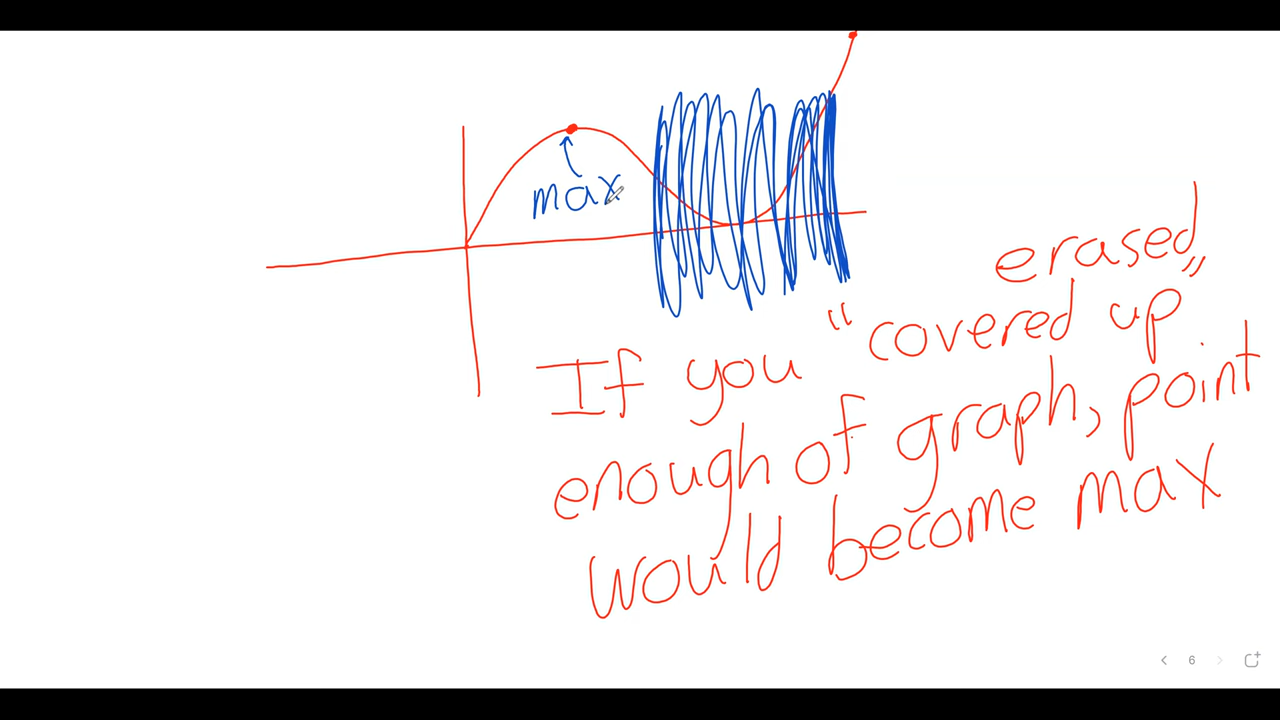 max
erased
If you "covered up"
enough of graph, point
would become max
6